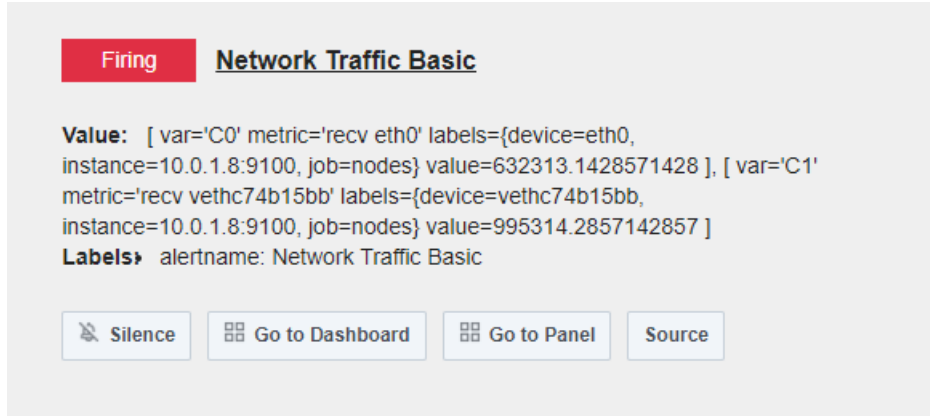 Firing Network Traffic Basic
Value: [ var='C0' metric='recv eth0' labels={device=eth0,
instance=10.0.1.8:9100, job=nodes} value=632313.1428571428 ], [ var='C1'
metric='recv vethc74b15bb' labels={device=vethc74b15bb,
instance=10.0.1.8:9100, job=nodes} value=995314.2857142857 ]
Labels: alertname: Network Traffic Basic
Silence Go to Dashboard Go to Panel Source